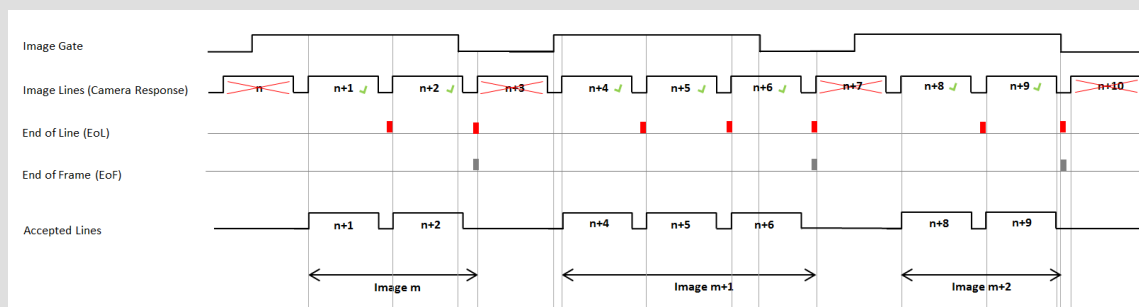 Image Gate
Image Lines (Camera Response) n n+1 n+2 n+3 n+4 n+5 n+6 n+7 n+8 n+9 n+10
End of Line (EoL)
End of Frame (EoF)
Accepted Lines n+1 n+2 n+4 n+5 n+6 n+8 n+9
Image m Image m+1 Image m+2